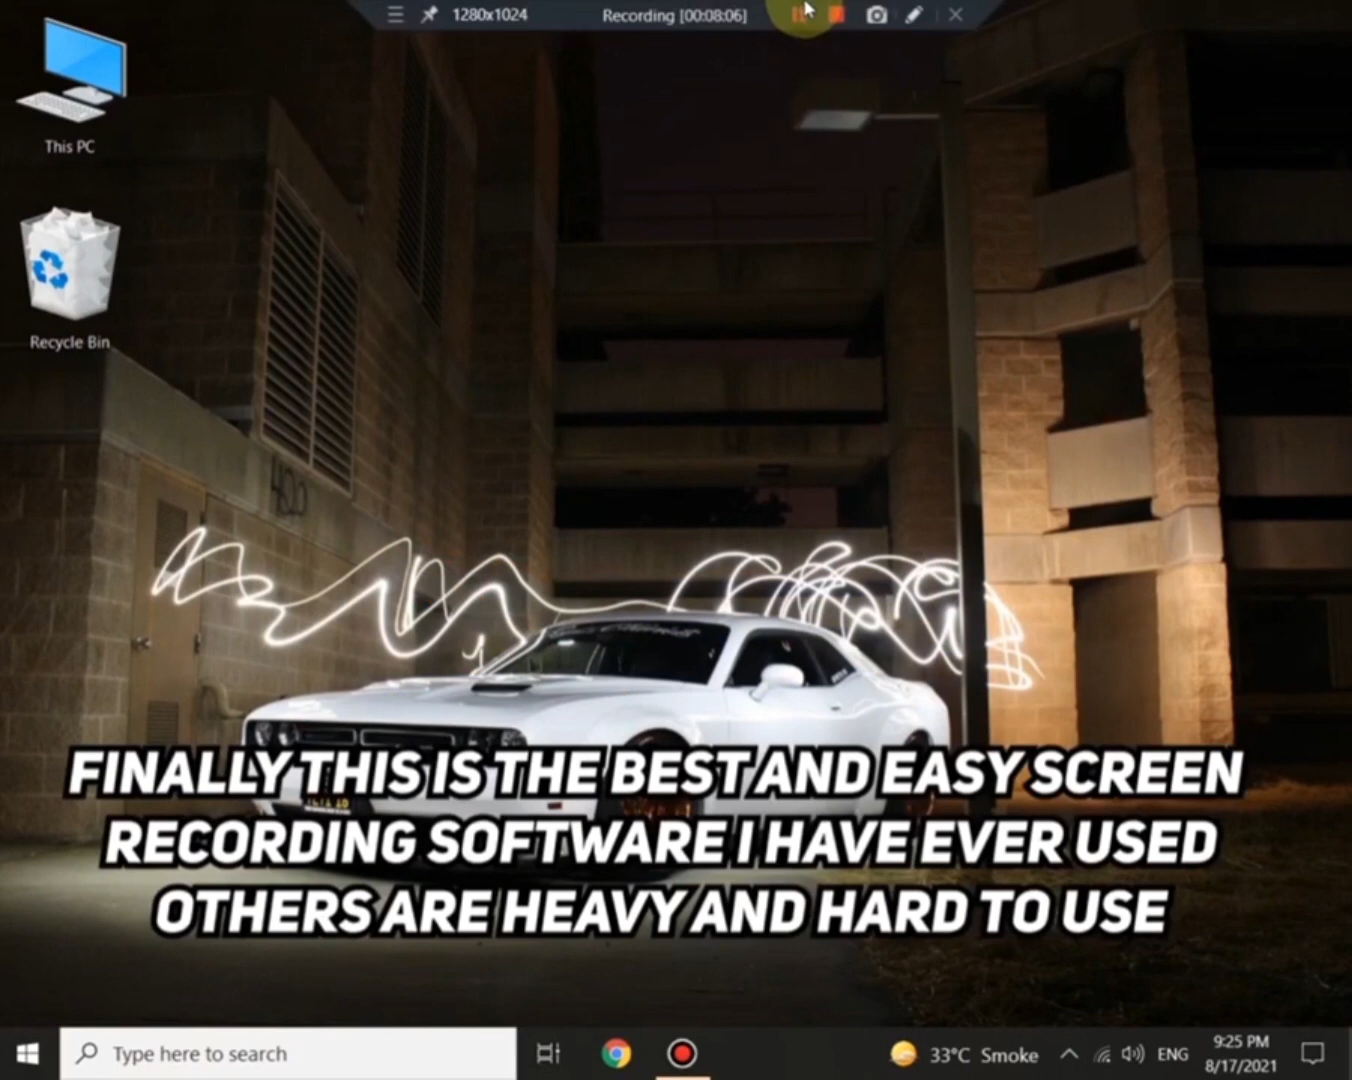 1280x1024
Recording [00:08:06]
This PC
Recycle Bin
400
FINALLY THIS IS THE BEST AND EASY SCREEN
RECORDING SOFTWARE I HAVE EVER USED
OTHERS ARE HEAVY AND HARD TO USE
Type here to search
33°C Smoke
ENG
9:25 PM
8/17/2021